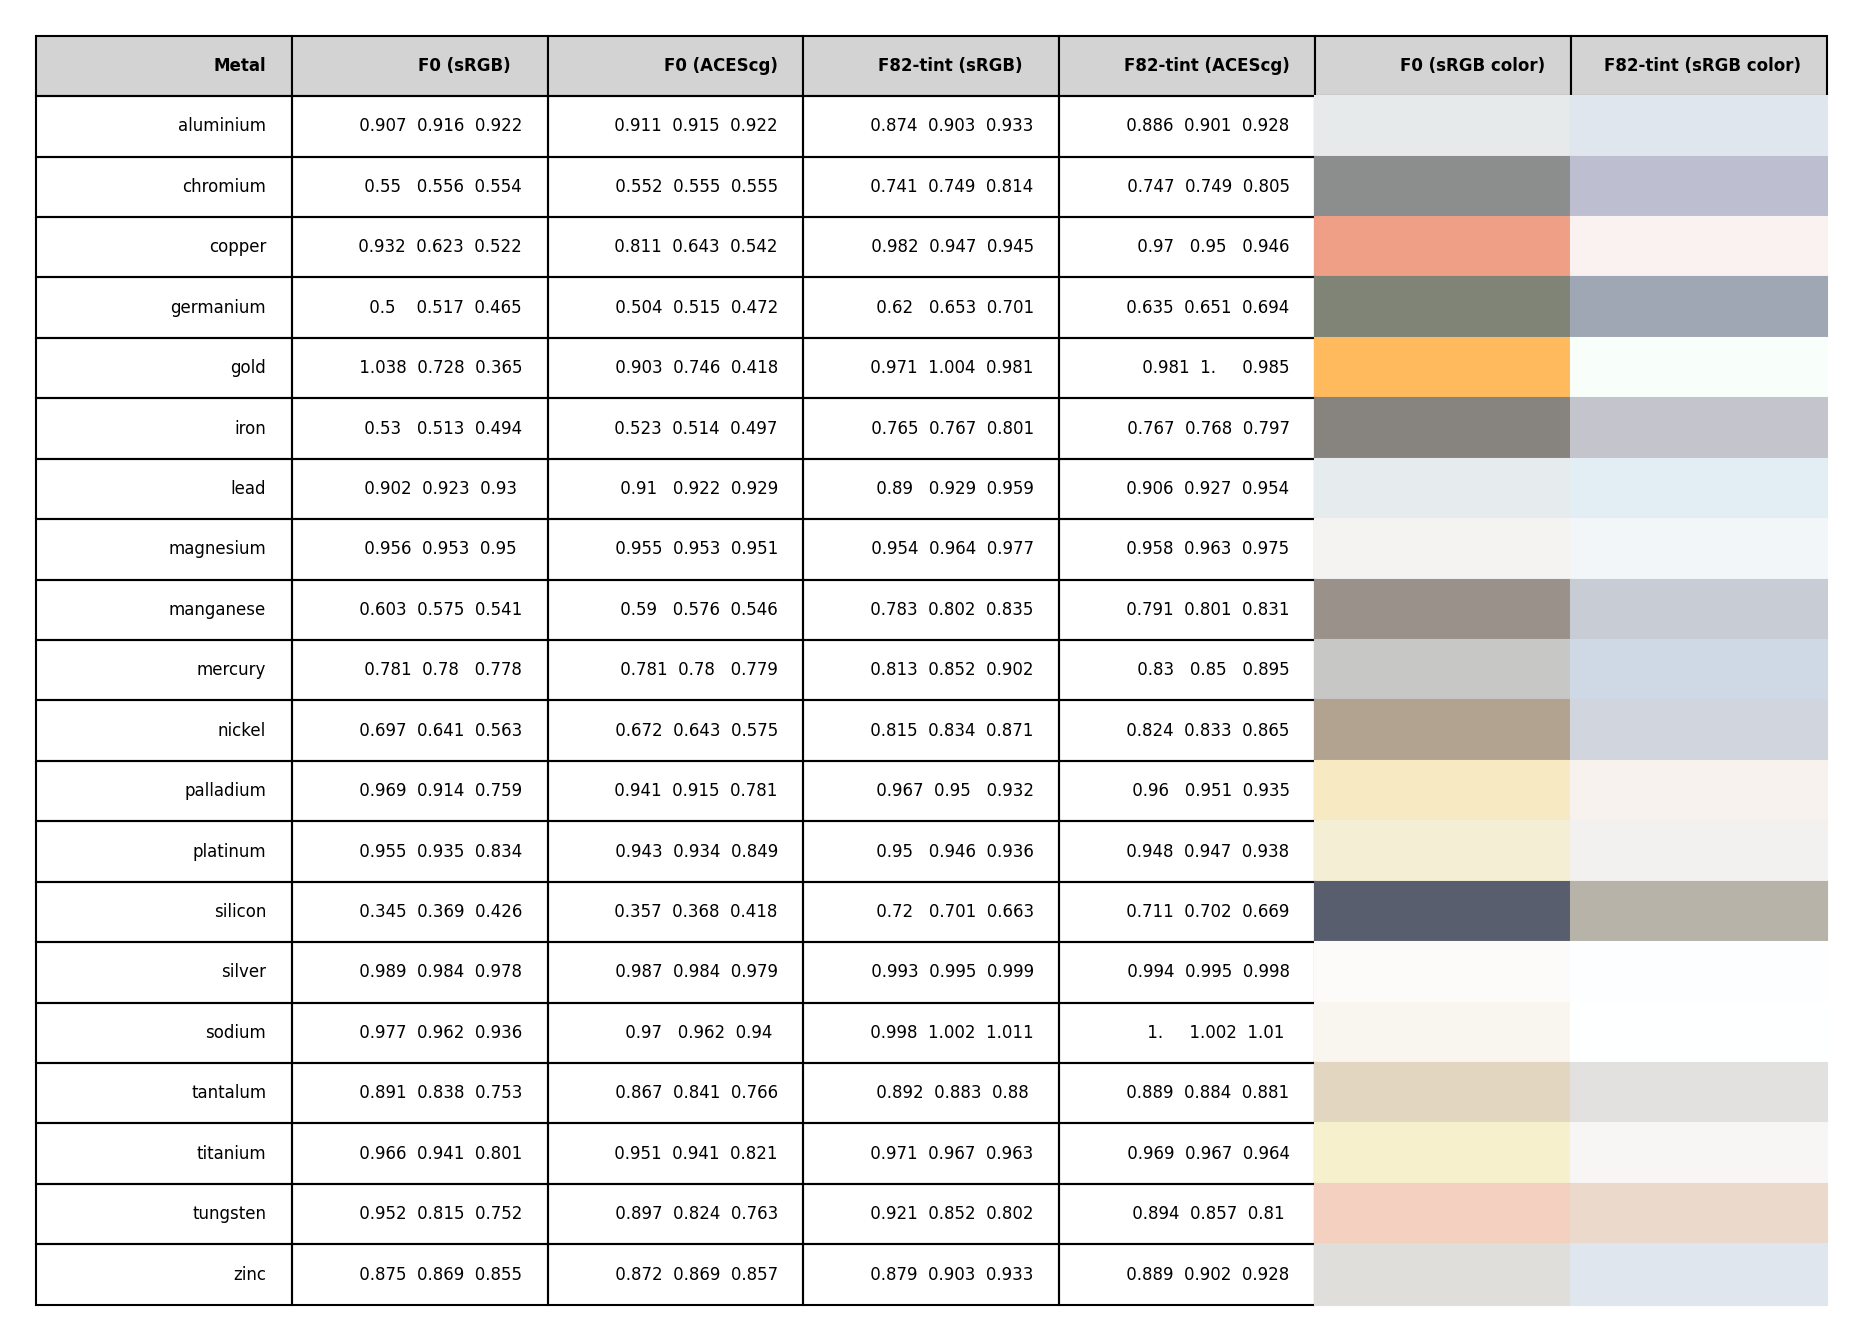 Metal F0 (sRGB) F0 (ACEScg) F82-tint (sRGB) F82-tint (ACEScg) F0 (sRGB color) F82-tint (sRGB color)
aluminium 0.907 0.916 0.922 0.911 0.915 0.922 0.874 0.903 0.933 0.886 0.901 0.928
chromium 0.55 0.556 0.554 0.552 0.555 0.555 0.741 0.749 0.814 0.747 0.749 0.805
copper 0.932 0.623 0.522 0.811 0.643 0.542 0.982 0.947 0.945 0.97 0.95 0.946
germanium 0.5 0.517 0.465 0.504 0.515 0.472 0.62 0.653 0.701 0.635 0.651 0.694
gold 1.038 0.728 0.365 0.903 0.746 0.418 0.971 1.004 0.981 0.981 1. 0.985
iron 0.53 0.513 0.494 0.523 0.514 0.497 0.765 0.767 0.801 0.767 0.768 0.797
lead 0.902 0.923 0.93 0.91 0.922 0.929 0.89 0.929 0.959 0.906 0.927 0.954
magnesium 0.956 0.953 0.95 0.955 0.953 0.951 0.954 0.964 0.977 0.958 0.963 0.975
manganese 0.603 0.575 0.541 0.59 0.576 0.546 0.783 0.802 0.835 0.791 0.801 0.831
mercury 0.781 0.78 0.778 0.781 0.78 0.779 0.813 0.852 0.902 0.83 0.85 0.895
nickel 0.697 0.641 0.563 0.672 0.643 0.575 0.815 0.834 0.871 0.824 0.833 0.865
palladium 0.969 0.914 0.759 0.941 0.915 0.781 0.967 0.95 0.932 0.96 0.951 0.935
platinum 0.955 0.935 0.834 0.943 0.934 0.849 0.95 0.946 0.936 0.948 0.947 0.938
silicon 0.345 0.369 0.426 0.357 0.368 0.418 0.72 0.701 0.663 0.711 0.702 0.669
silver 0.989 0.984 0.978 0.987 0.984 0.979 0.993 0.995 0.999 0.994 0.995 0.998
sodium 0.977 0.962 0.936 0.97 0.962 0.94 0.998 1.002 1.011 1. 1.002 1.01
tantalum 0.891 0.838 0.753 0.867 0.841 0.766 0.892 0.883 0.88 0.889 0.884 0.881
titanium 0.966 0.941 0.801 0.951 0.941 0.821 0.971 0.967 0.963 0.969 0.967 0.964
tungsten 0.952 0.815 0.752 0.897 0.824 0.763 0.921 0.852 0.802 0.894 0.857 0.81
zinc 0.875 0.869 0.855 0.872 0.869 0.857 0.879 0.903 0.933 0.889 0.902 0.928